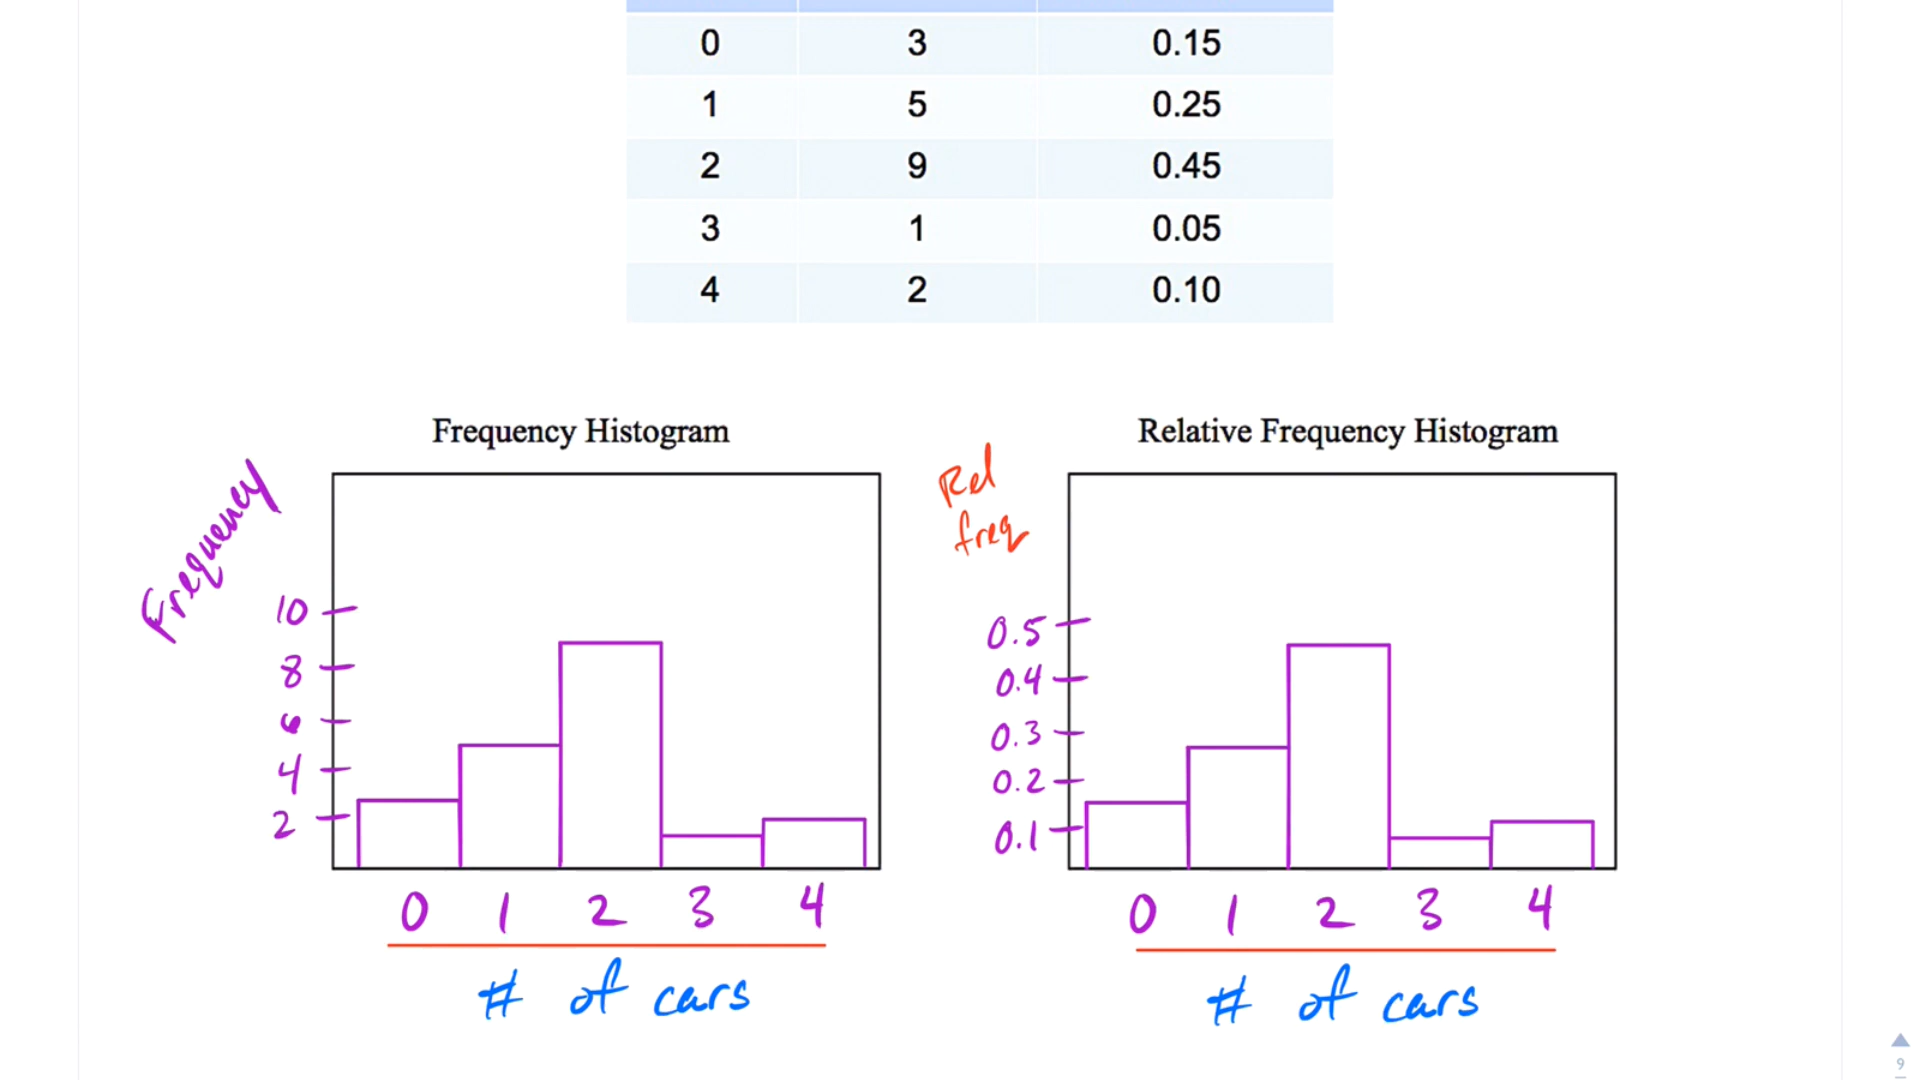 0 3 0.15
1 5 0.25
2 9 0.45
3 1 0.05
4 2 0.10
Frequency Histogram
Frequency
10
8
6
4
2
0 1 2 3 4
# of cars
Relative Frequency Histogram
Rel
freq
0.5
0.4
0.3
0.2
0.1
0 1 2 3 4
# of cars
9